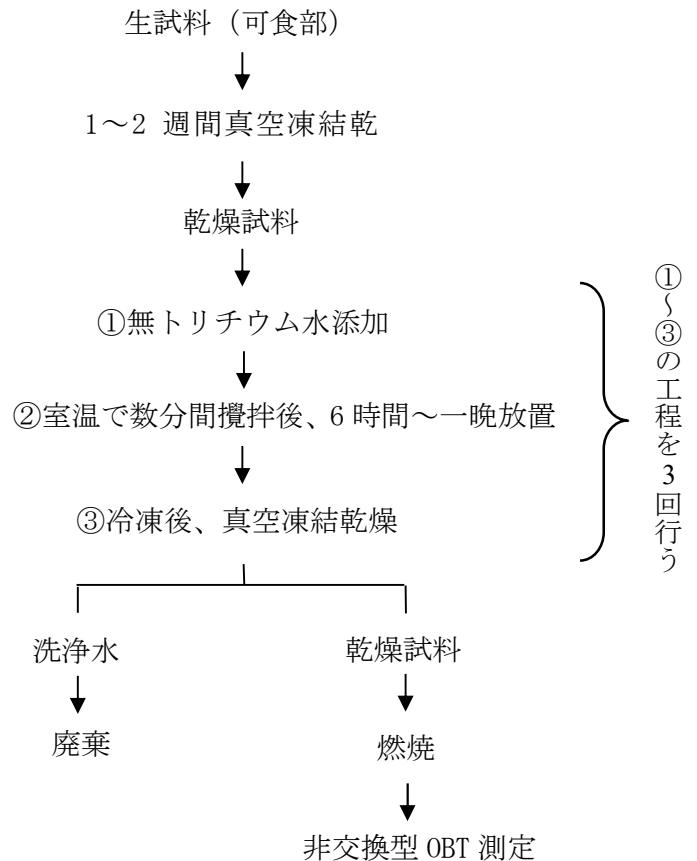 生試料 (可食部)
1～2 週間真空凍結乾
乾燥試料
①無トリチウム水添加
②室温で数分間攪拌後、6 時間～一晩放置
③冷凍後、真空凍結乾燥
①～③の工程を3回行う
洗浄水
乾燥試料
廃棄
燃焼
非交換型 OBT 測定